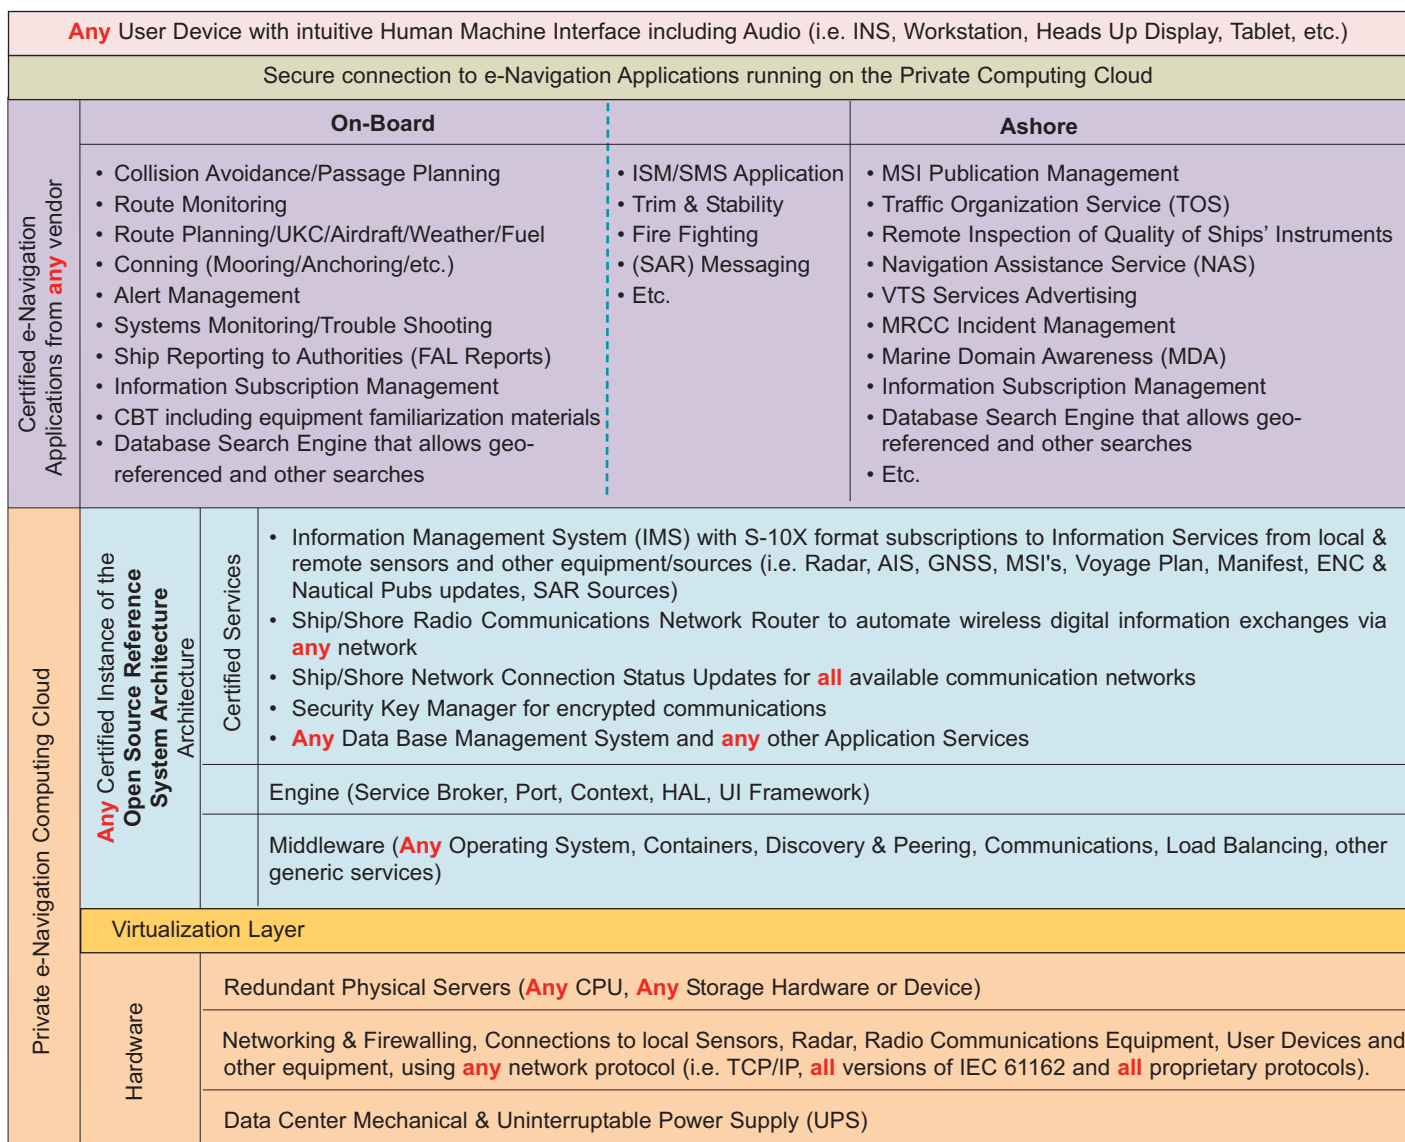 Any User Device with intuitive Human Machine Interface including Audio (i.e. INS, Workstation, Heads Up Display, Tablet, etc.)
Secure connection to e-Navigation Applications running on the Private Computing Cloud
Certified e-Navigation
Applications from any vendor
On-Board
• Collision Avoidance/Passage Planning
• Route Monitoring
• Route Planning/UKC/Airdraft/Weather/Fuel
• Conning (Mooring/Anchoring/etc.)
• Alert Management
• Systems Monitoring/Trouble Shooting
• Ship Reporting to Authorities (FAL Reports)
• Information Subscription Management
• CBT including equipment familiarization materials
• Database Search Engine that allows geo-
referenced and other searches
• ISM/SMS Application
• Trim & Stability
• Fire Fighting
• (SAR) Messaging
• Etc.
Ashore
• MSI Publication Management
• Traffic Organization Service (TOS)
• Remote Inspection of Quality of Ships’ Instruments
• Navigation Assistance Service (NAS)
• VTS Services Advertising
• MRCC Incident Management
• Marine Domain Awareness (MDA)
• Information Subscription Management
• Database Search Engine that allows geo-
referenced and other searches
• Etc.
Private e-Navigation Computing Cloud
Any Certified Instance of the
Open Source Reference
System Architecture
Architecture
Certified Services
• Information Management System (IMS) with S-10X format subscriptions to Information Services from local &
remote sensors and other equipment/sources (i.e. Radar, AIS, GNSS, MSI's, Voyage Plan, Manifest, ENC &
Nautical Pubs updates, SAR Sources)
• Ship/Shore Radio Communications Network Router to automate wireless digital information exchanges via
any network
• Ship/Shore Network Connection Status Updates for all available communication networks
• Security Key Manager for encrypted communications
• Any Data Base Management System and any other Application Services
Engine (Service Broker, Port, Context, HAL, UI Framework)
Middleware (Any Operating System, Containers, Discovery & Peering, Communications, Load Balancing, other
generic services)
Virtualization Layer
Hardware
Redundant Physical Servers (Any CPU, Any Storage Hardware or Device)
Networking & Firewalling, Connections to local Sensors, Radar, Radio Communications Equipment, User Devices and
other equipment, using any network protocol (i.e. TCP/IP, all versions of IEC 61162 and all proprietary protocols).
Data Center Mechanical & Uninterruptable Power Supply (UPS)